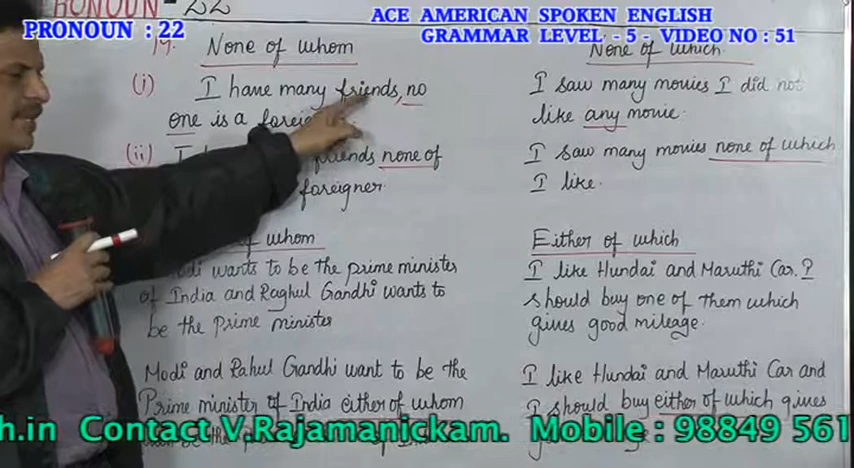 PRONOUN - 22
ACE AMERICAN SPOKEN ENGLISH
PRONOUN : 22
GRAMMAR LEVEL - 5 - VIDEO NO : 51
None of whom
(i) I have many friends, no
one is a
(ii) friends none of
foreigner.
of whom
wants to be the prime minister
of India and Raghul Gandhi wants to
be the Prime minister
Modi and Rahul Gandhi want to be the
Prime minister of India either of whom
None of which
I saw many movies I did not
like any movie.
I saw many movies none of which
I like.
Either of which
I like Hundai and Maruthi Car. I
should buy one of them which
gives good mileage.
I like Hundai and Maruthi Car and
I should buy either of which gives
h.in Contact V.Rajamanickam. Mobile : 98849 561